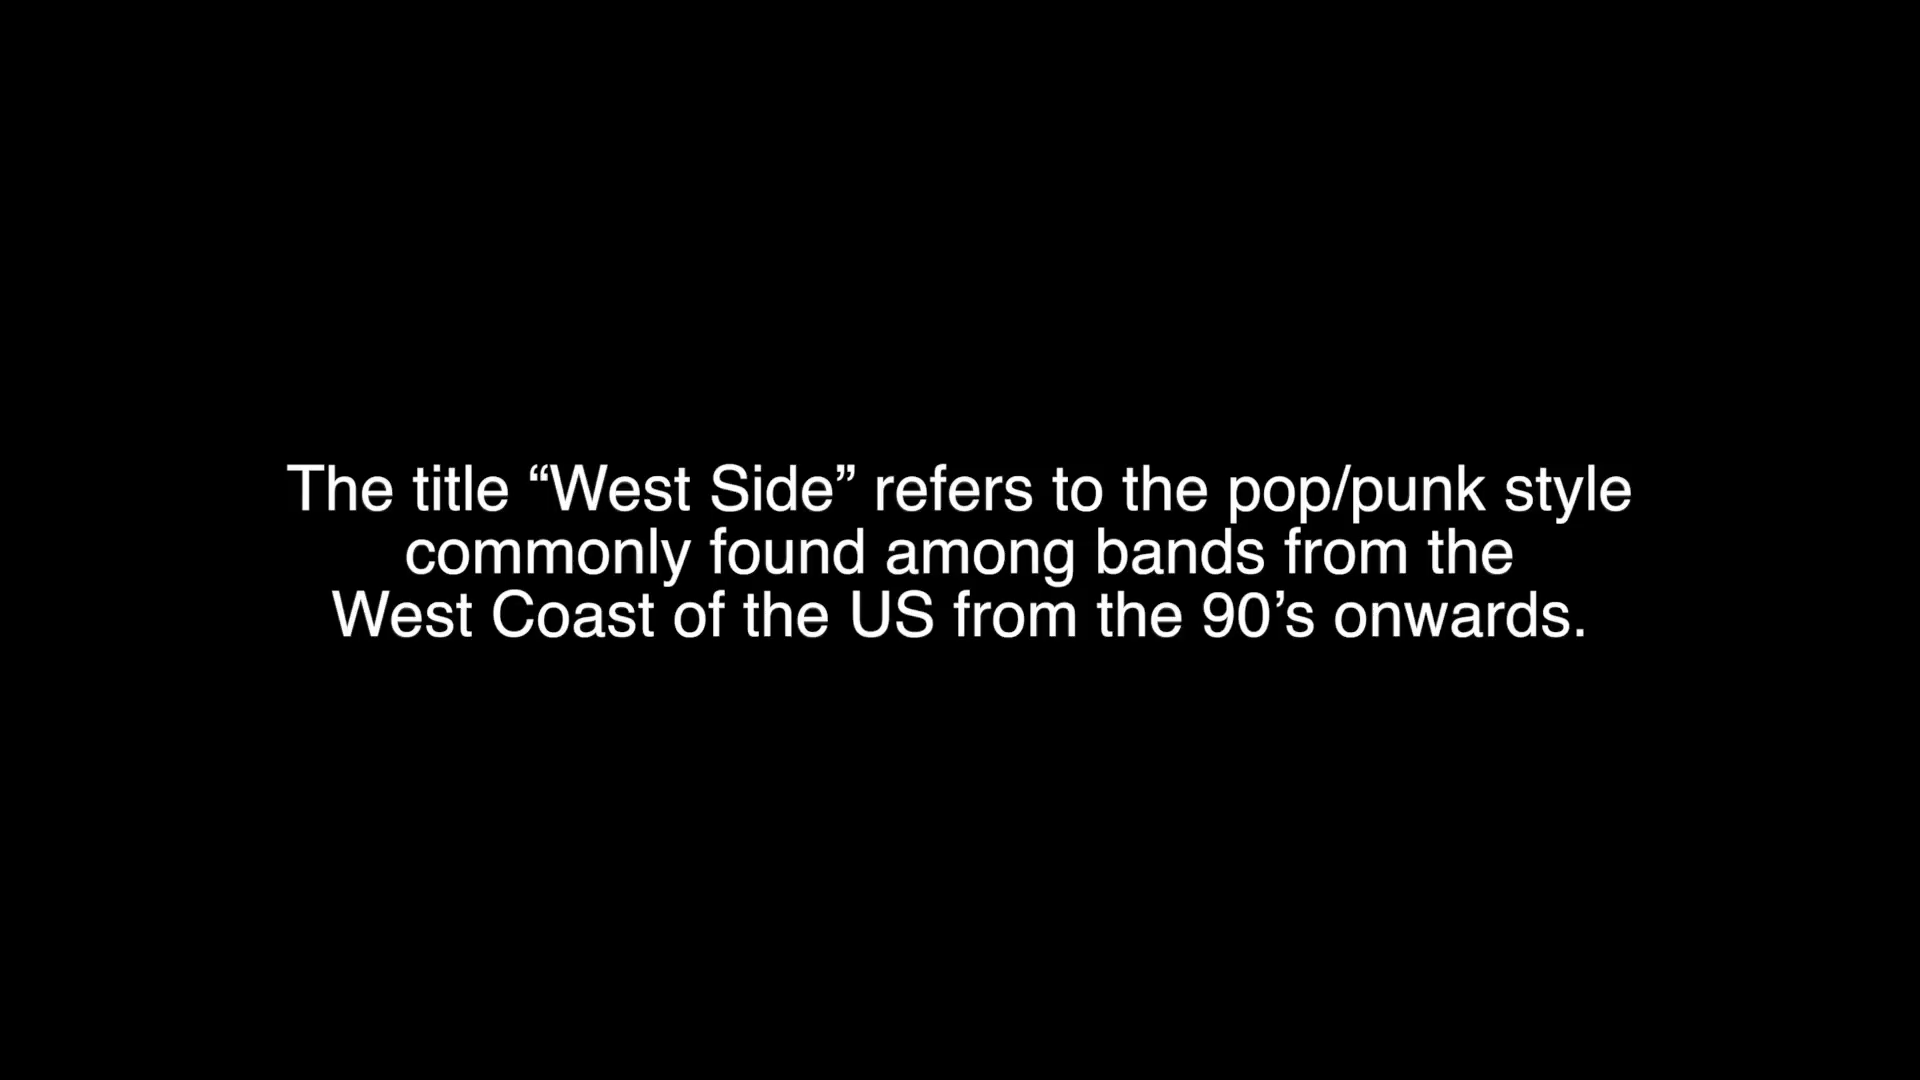 The title “West Side” refers to the pop/punk style
commonly found among bands from the
West Coast of the US from the 90’s onwards.